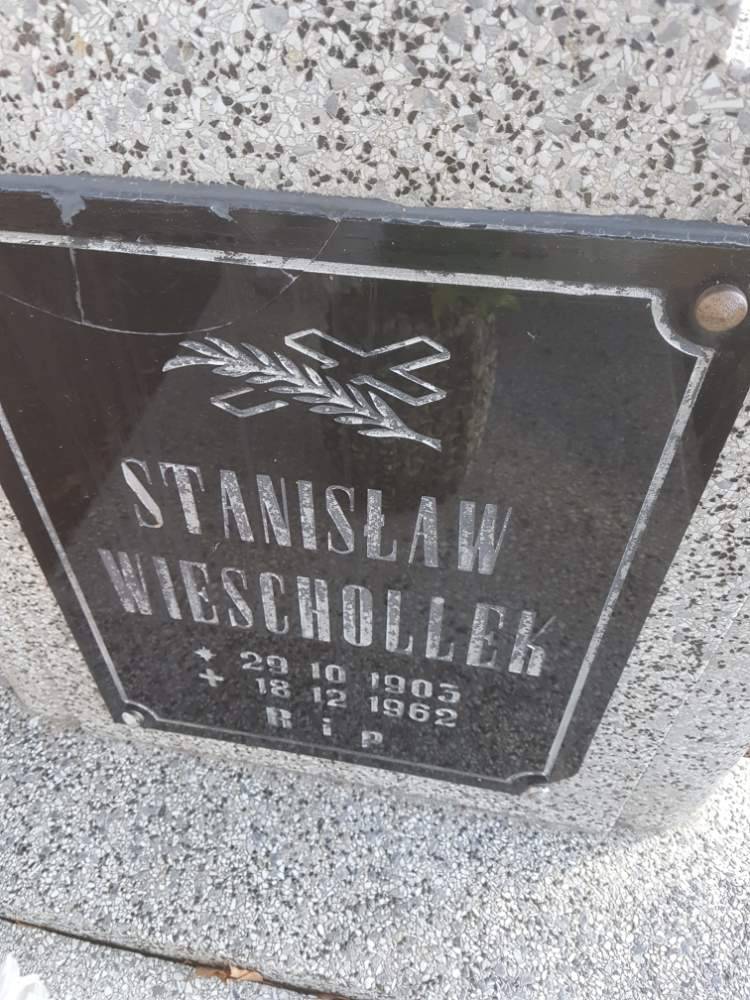 STANISŁAW
WIESCHOLLEK
* 29 10 1903
+ 18 12 1962
R i p